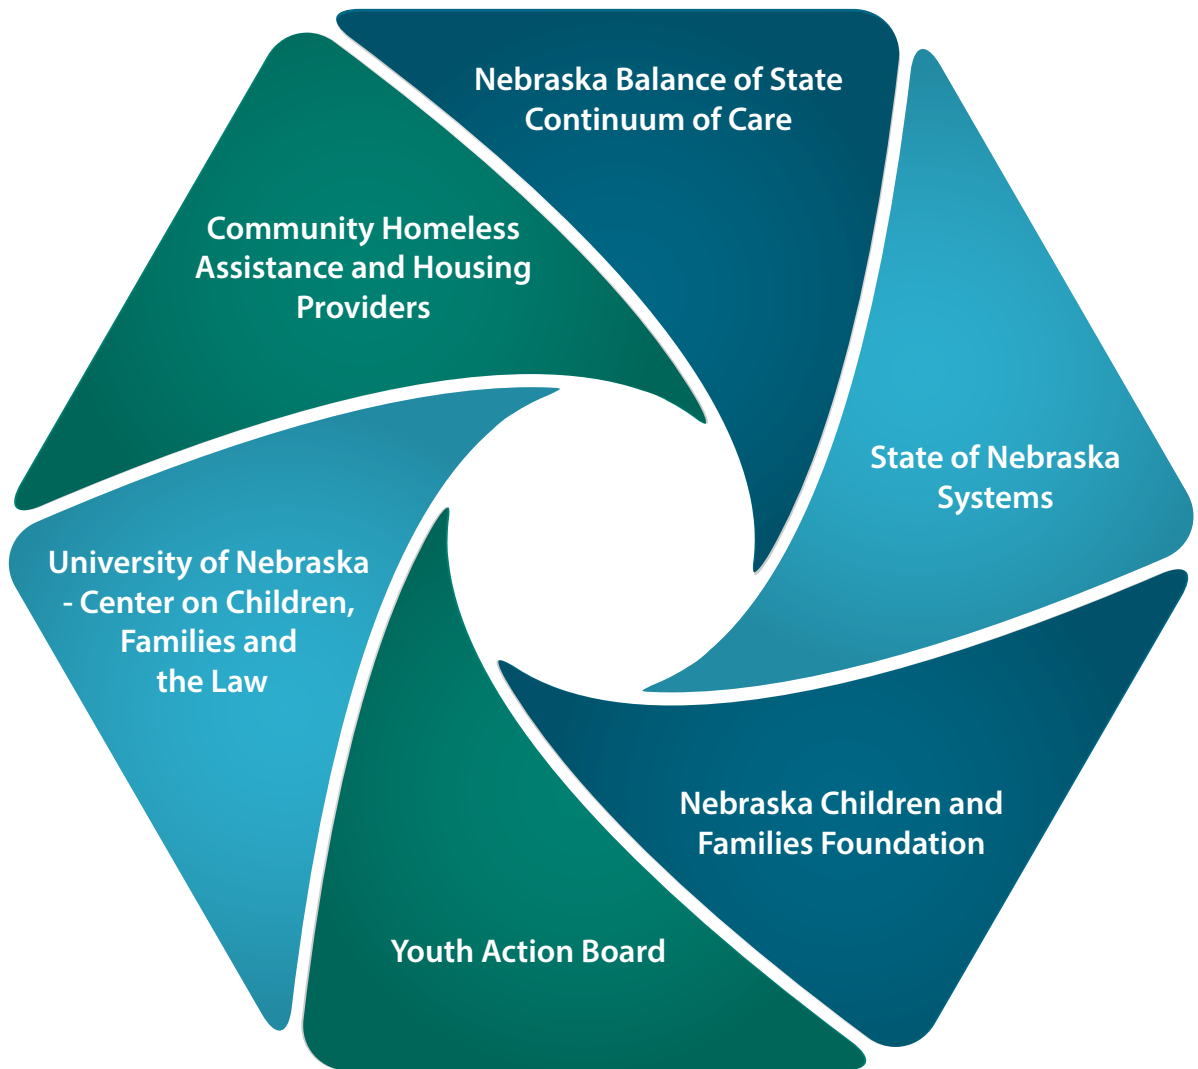 Nebraska Balance of State
Continuum of Care
Community Homeless
Assistance and Housing
Providers
State of Nebraska
Systems
University of Nebraska
- Center on Children,
Families and
the Law
Nebraska Children and
Families Foundation
Youth Action Board